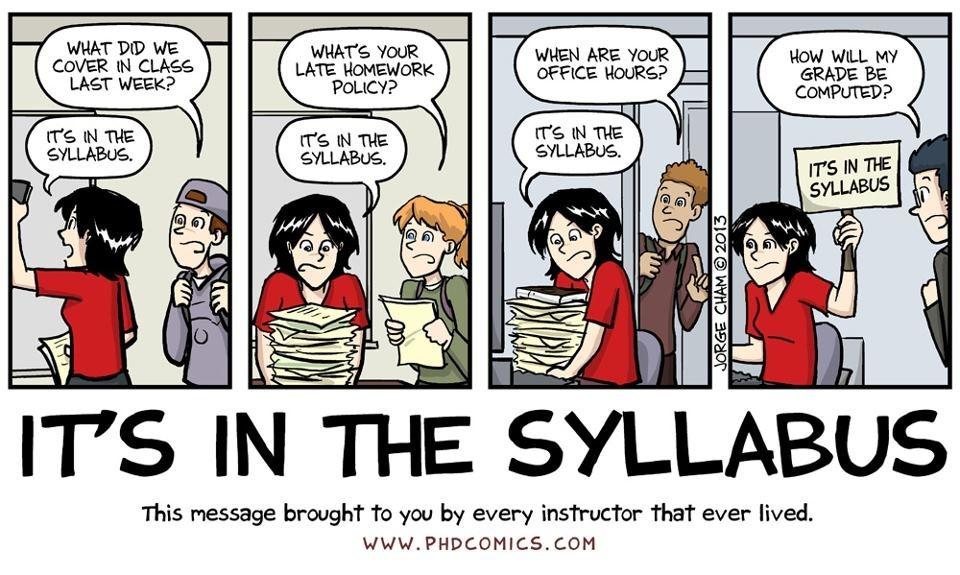 WHAT DID WE
COVER IN CLASS
LAST WEEK?
IT'S IN THE
SYLLABUS.
WHAT'S YOUR
LATE HOMEWORK
POLICY?
IT'S IN THE
SYLLABUS.
WHEN ARE YOUR
OFFICE HOURS?
IT'S IN THE
SYLLABUS.
HOW WILL MY
GRADE BE
COMPUTED?
IT'S IN THE
SYLLABUS
JORGE CHAM © 2013
IT'S IN THE SYLLABUS
This message brought to you by every instructor that ever lived.
WWW.PHDCOMICS.COM